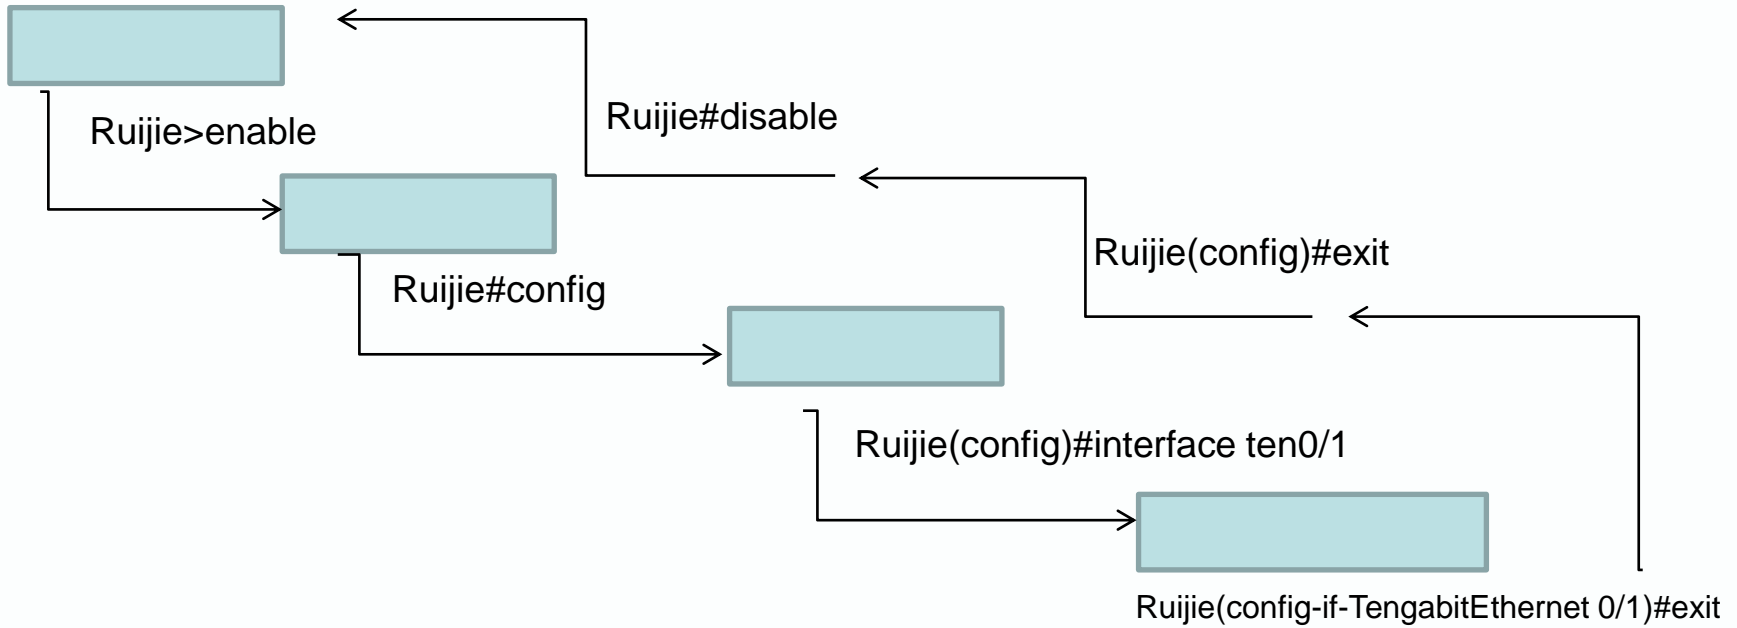 Ruijie#disable
Ruijie>enable
Ruijie(config)#exit
Ruijie#config
Ruijie(config)#interface ten0/1
Ruijie(config-if-TengabitEthernet 0/1)#exit